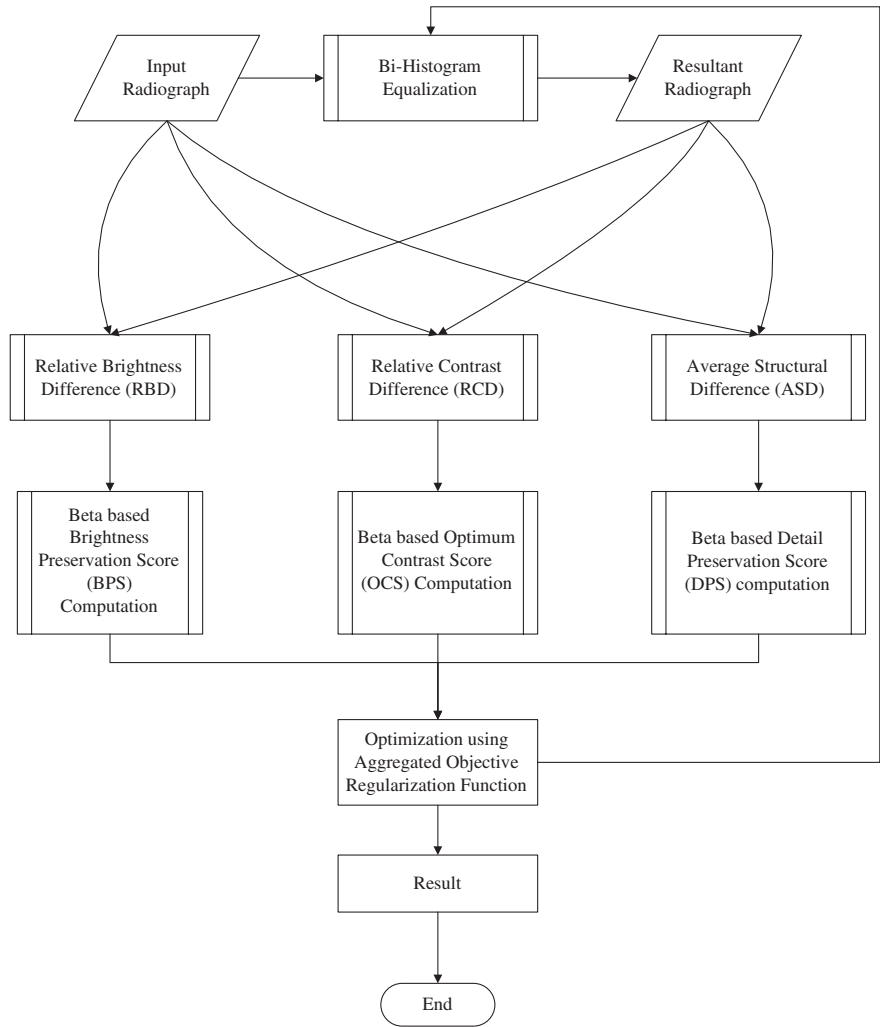 Input
Radiograph
Bi-Histogram
Equalization
Resultant
Radiograph
Relative Brightness
Difference (RBD)
Relative Contrast
Difference (RCD)
Average Structural
Difference (ASD)
Beta based
Brightness
Preservation Score
(BPS)
Computation
Beta based Optimum
Contrast Score
(OCS) Computation
Beta based Detail
Preservation Score
(DPS) computation
Optimization using
Aggregated Objective
Regularization Function
Result
End